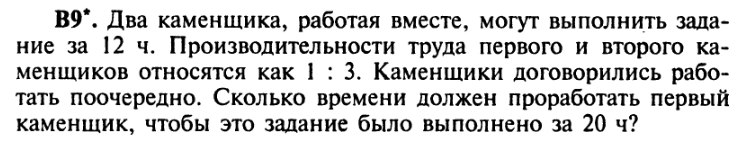 В9*. Два каменщика, работая вместе, могут выполнить зада-
ние за 12 ч. Производительности труда первого и второго ка-
менщиков относятся как 1 : 3. Каменщики договорились рабо-
тать поочередно. Сколько времени должен проработать первый
каменщик, чтобы это задание было выполнено за 20 ч?